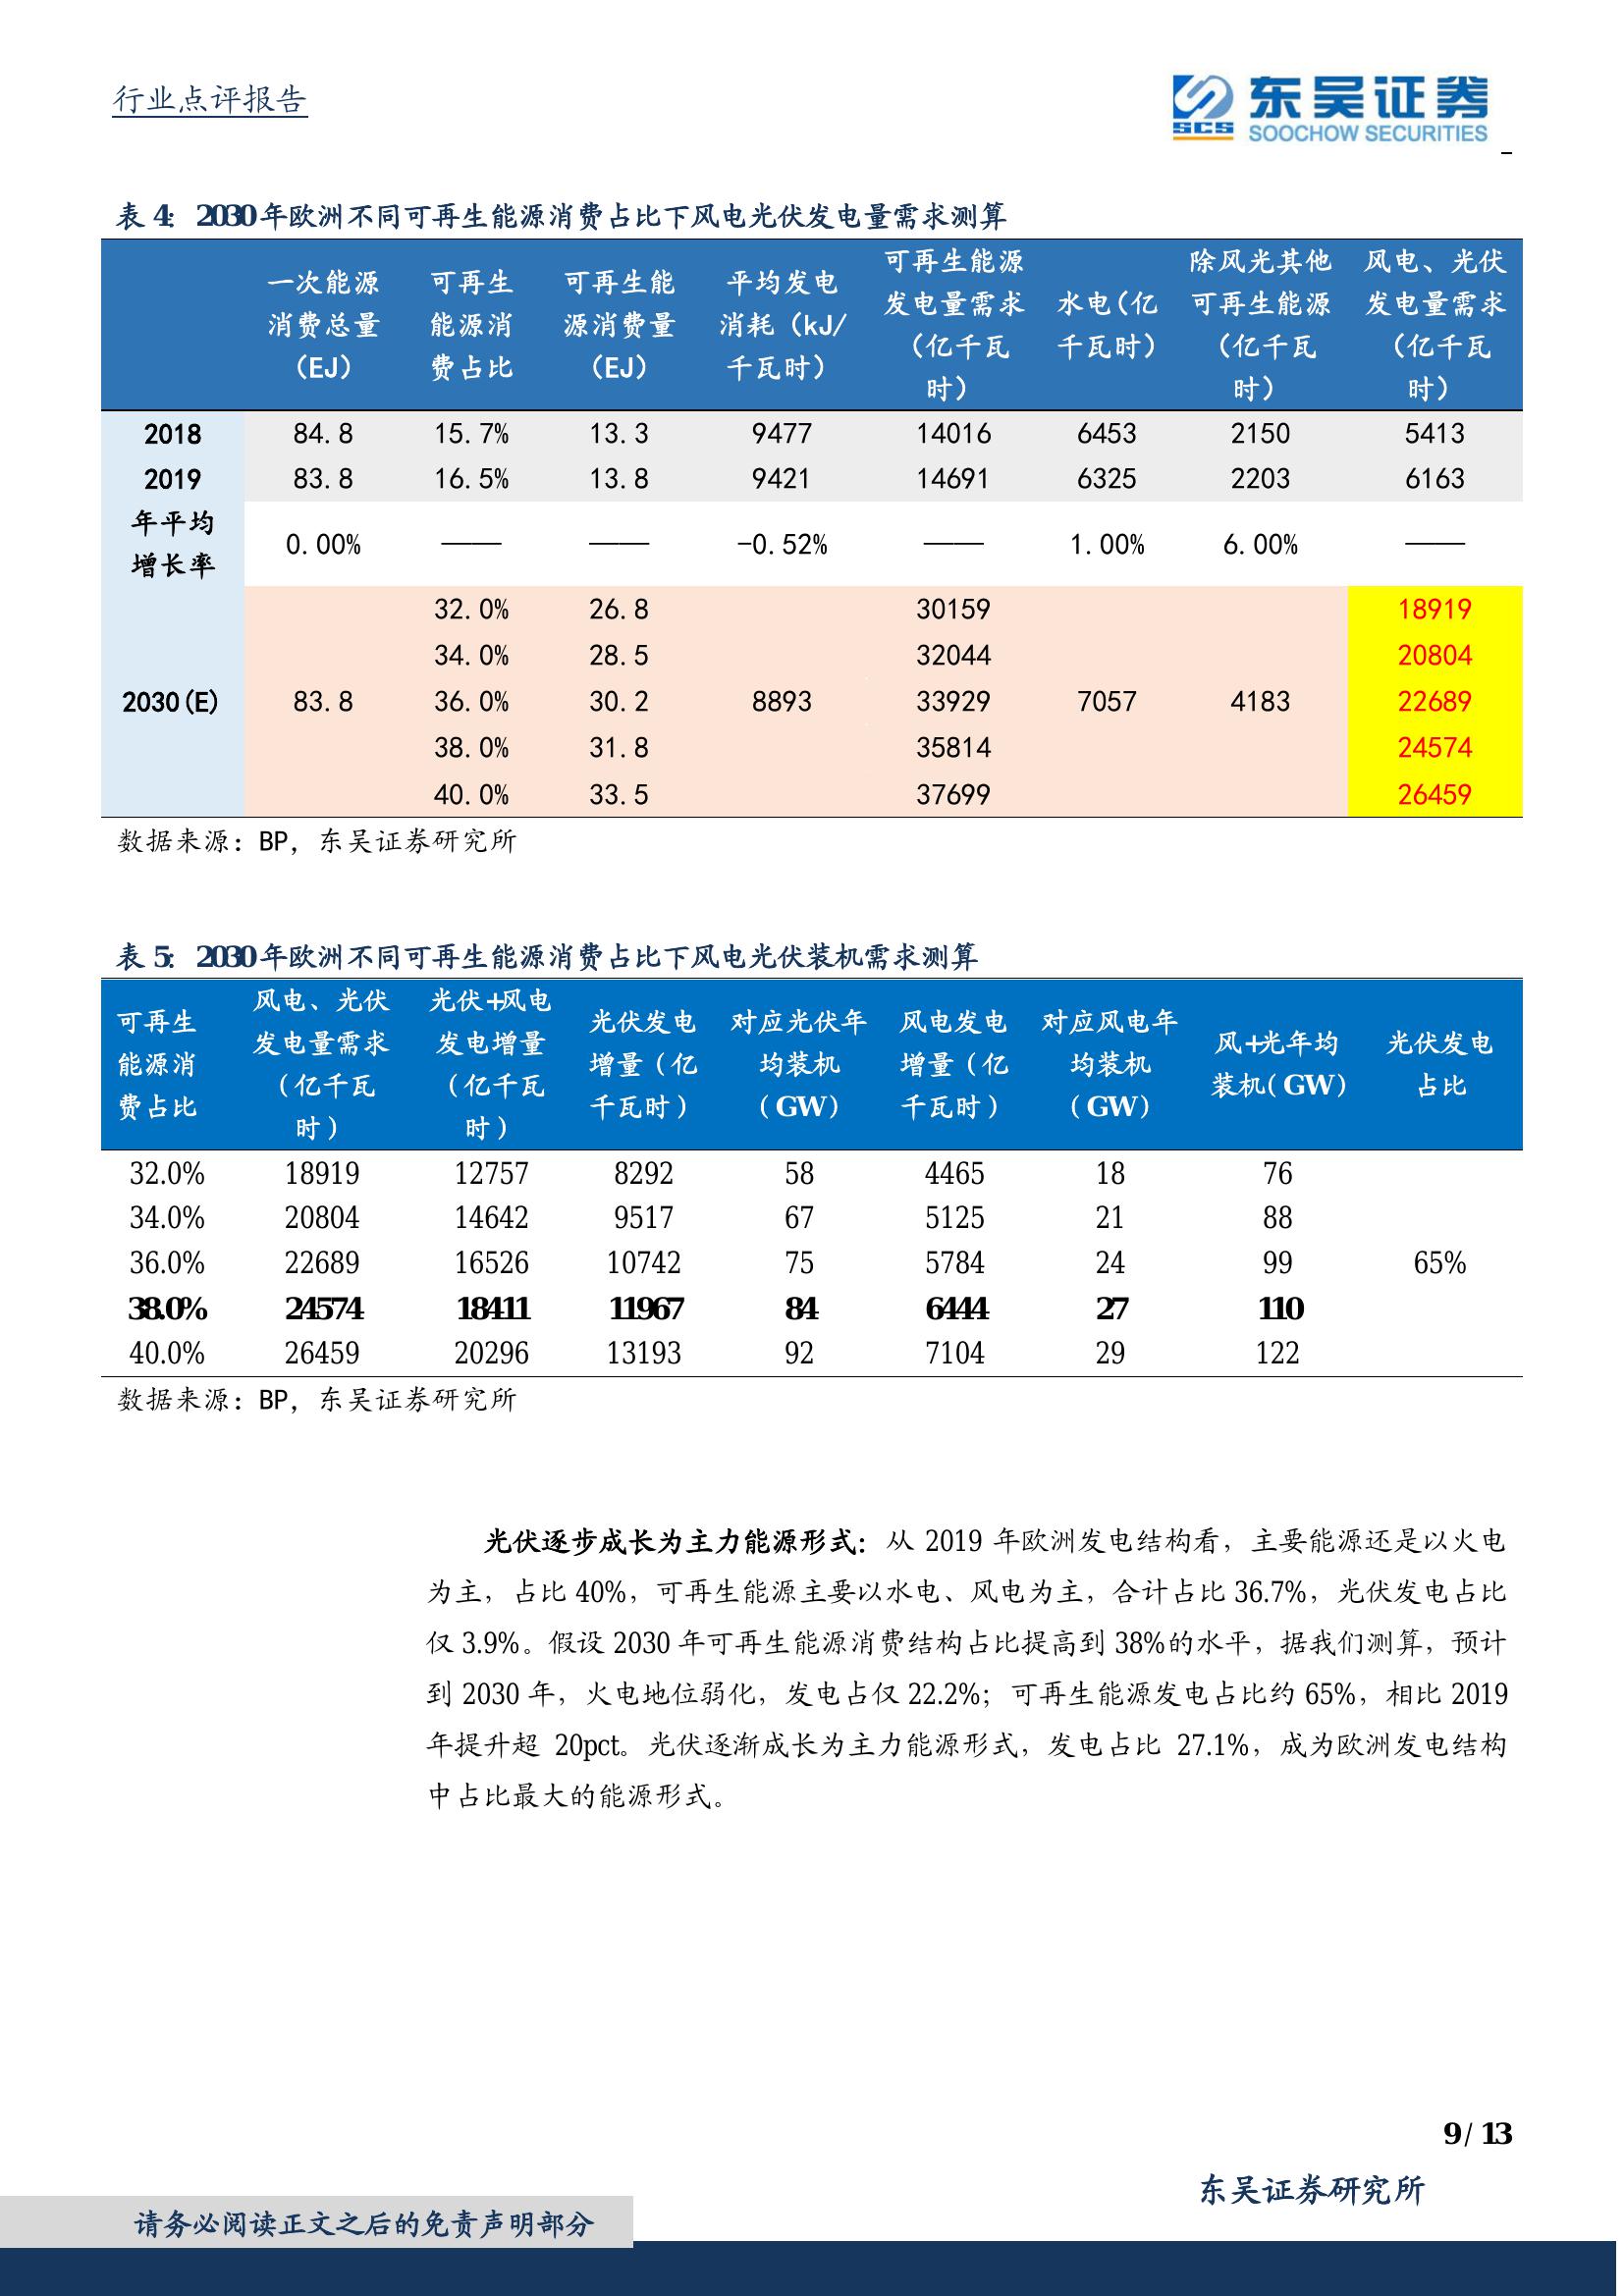 行业点评报告
东吴证券
SCS
SOOCHOW SECURITIES
表 4： 2030 年欧洲不同可再生能源消费占比下风电光伏发电量需求测算
一次能源消费总量（EJ） 可再生能源消费占比 可再生能源消费量（EJ） 平均发电消耗（kJ/千瓦时） 可再生能源发电量需求（亿千瓦时） 水电(亿千瓦时） 除风光其他可再生能源（亿千瓦时） 风电、光伏发电量需求（亿千瓦时）
2018 84.8 15.7% 13.3 9477 14016 6453 2150 5413
2019 83.8 16.5% 13.8 9421 14691 6325 2203 6163
年平均增长率 0.00% —— —— -0.52% —— 1.00% 6.00% ——
32.0% 26.8 30159 18919
34.0% 28.5 32044 20804
2030(E) 83.8 36.0% 30.2 8893 33929 7057 4183 22689
38.0% 31.8 35814 24574
40.0% 33.5 37699 26459
数据来源：BP，东吴证券研究所
表 5： 2030 年欧洲不同可再生能源消费占比下风电光伏装机需求测算
可再生能源消费占比 风电、光伏发电量需求（亿千瓦时） 光伏+风电发电增量（亿千瓦时） 光伏发电增量（亿千瓦时） 对应光伏年均装机（GW） 风电发电增量（亿千瓦时） 对应风电年均装机（GW） 风+光年均装机（GW） 光伏发电占比
32.0% 18919 12757 8292 58 4465 18 76
34.0% 20804 14642 9517 67 5125 21 88
36.0% 22689 16526 10742 75 5784 24 99 65%
38.0% 24574 18411 11967 84 6444 27 110
40.0% 26459 20296 13193 92 7104 29 122
数据来源：BP，东吴证券研究所
光伏逐步成长为主力能源形式：从 2019 年欧洲发电结构看，主要能源还是以火电
为主，占比 40%，可再生能源主要以水电、风电为主，合计占比 36.7%，光伏发电占比
仅 3.9%。假设 2030 年可再生能源消费结构占比提高到 38%的水平，据我们测算，预计
到 2030 年，火电地位弱化，发电占仅 22.2%；可再生能源发电占比约 65%，相比 2019
年提升超 20pct。光伏逐渐成长为主力能源形式，发电占比 27.1%，成为欧洲发电结构
中占比最大的能源形式。
9 / 13
东吴证券研究所
请务必阅读正文之后的免责声明部分